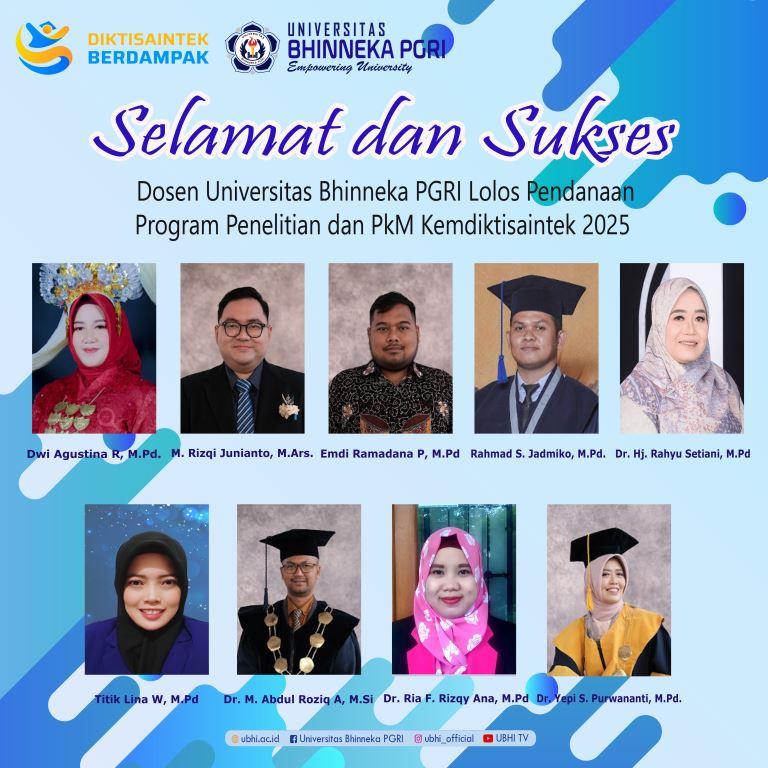 DIKTISAINTEK
BERDAMPAK
UNIVERSITAS
BHINNEKA PGRI
Empowering University
Selamat dan Sukses
Dosen Universitas Bhinneka PGRI Lolos Pendanaan
Program Penelitian dan PkM Kemdiktisaintek 2025
Dwi Agustina R, M.Pd. M. Rizqi Junianto, M.Ars. Emdi Ramadana P, M.Pd Rahmad S. Jadmiko, M.Pd. Dr. Hj. Rahyu Setiani, M.Pd
Titik Lina W, M.Pd Dr. M. Abdul Roziq A, M.Si Dr. Ria F. Rizqy Ana, M.Pd Dr. Yepi S. Purwananti, M.Pd.
ubhi.ac.id Universitas Bhinneka PGRI ubhi_official UBHI TV